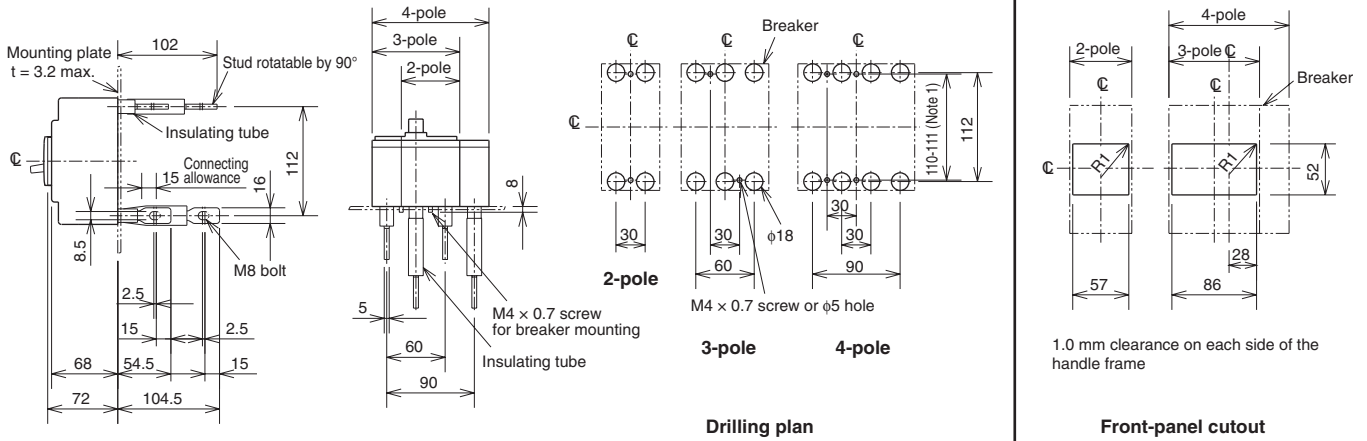 Mounting plate
t = 3.2 max.
102
Stud rotatable by 90°
Insulating tube
℄
15
Connecting
allowance
112
16
8.5
M8 bolt
2.5
15
2.5
68
54.5
15
72
104.5
4-pole
3-pole
2-pole
8
5
M4 × 0.7 screw
for breaker mounting
60
Insulating tube
90
Breaker
℄
℄
℄
℄
110-111 (Note 1)
112
30
30
30
30
φ18
60
90
2-pole
M4 × 0.7 screw or φ5 hole
3-pole
4-pole
Drilling plan
4-pole
2-pole
3-pole ℄
Breaker
℄
℄
℄
R1
R1
52
28
57
86
1.0 mm clearance on each side of the
handle frame
Front-panel cutout